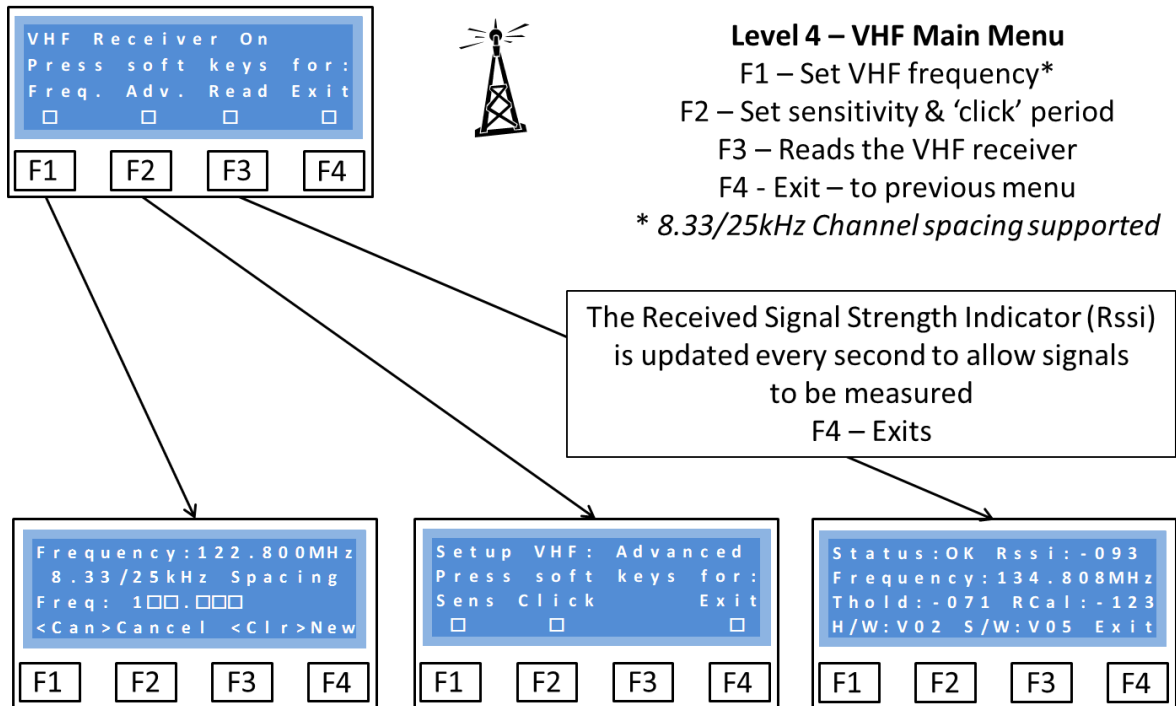 VHF Receiver On
Press soft keys for:
Freq. Adv. Read Exit
F1 F2 F3 F4
Level 4 – VHF Main Menu
F1 – Set VHF frequency*
F2 – Set sensitivity & ‘click’ period
F3 – Reads the VHF receiver
F4 - Exit – to previous menu
* 8.33/25kHz Channel spacing supported
The Received Signal Strength Indicator (Rssi)
is updated every second to allow signals
to be measured
F4 – Exits
Frequency:122.800MHz
8.33/25kHz Spacing
Freq: 1□□.□□□
<Can>Cancel <Clr>New
F1 F2 F3 F4
Setup VHF: Advanced
Press soft keys for:
Sens Click Exit
F1 F2 F3 F4
Status:OK Rssi:-093
Frequency:134.808MHz
Thold:-071 RCal:-123
H/W:V02 S/W:V05 Exit
F1 F2 F3 F4